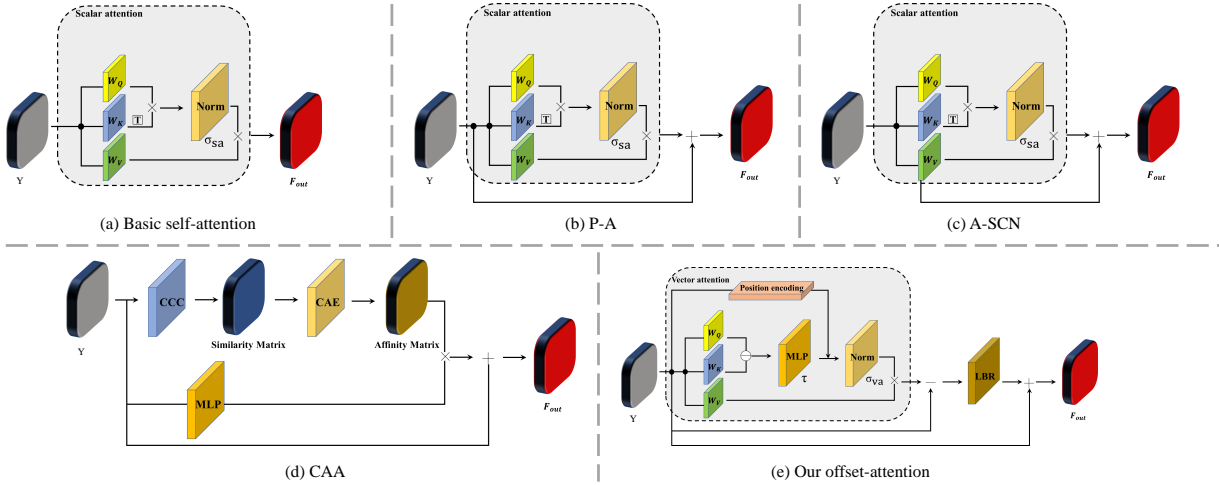 Scalar attention
W_Q
W_K
W_V
T
Norm
σ_sa
Y
F_out
(a) Basic self-attention
Scalar attention
W_Q
W_K
W_V
T
Norm
σ_sa
Y
F_out
(b) P-A
Scalar attention
W_Q
W_K
W_V
T
Norm
σ_sa
Y
F_out
(c) A-SCN
CCC
CAE
Y
Similarity Matrix
Affinity Matrix
MLP
F_out
(d) CAA
Vector attention
Position encoding
W_Q
W_K
W_V
MLP
τ
Norm
σ_va
LBR
Y
F_out
(e) Our offset-attention